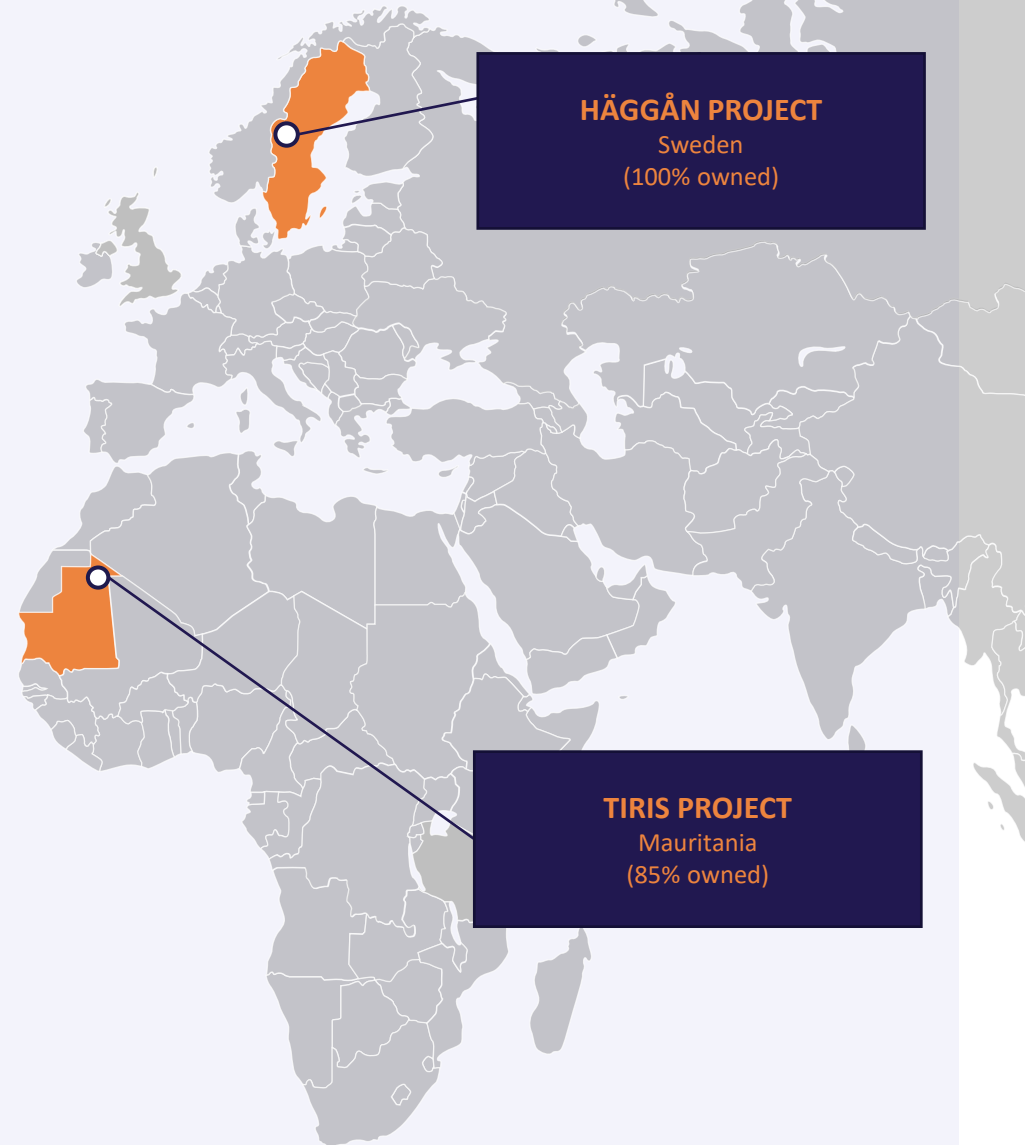 HÄGGÅN PROJECT
Sweden
(100% owned)
TIRIS PROJECT
Mauritania
(85% owned)